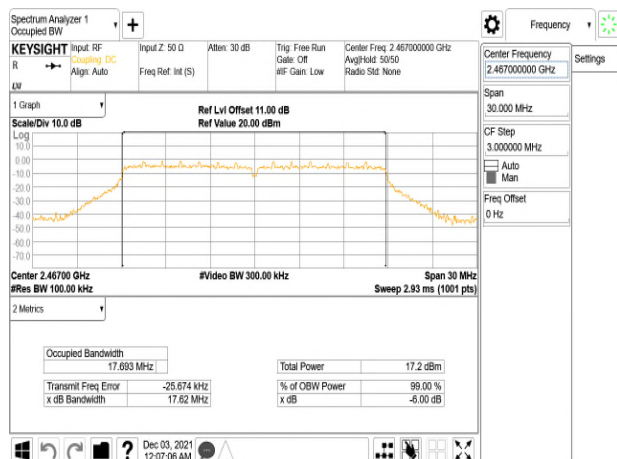 Spectrum Analyzer 1
Occupied BW
Frequency
KEYSIGHT
Input: RF
Coupling: DC
Align: Auto
Input Z: 50 Ω
Freq Ref: Int (S)
Atten: 30 dB
Trig: Free Run
Gate: Off
#IF Gain: Low
Center Freq: 2.467000000 GHz
Avg|Hold: 50/50
Radio Std: None
R
LXI
Center Frequency
2.467000000 GHz
Settings
Span
30.000 MHz
CF Step
3.000000 MHz
Auto
Man
Freq Offset
0 Hz
1 Graph
Scale/Div 10.0 dB
Ref Lvl Offset 11.00 dB
Ref Value 20.00 dBm
Log
10.0
0.00
-10.0
-20.0
-30.0
-40.0
-50.0
-60.0
-70.0
Center 2.46700 GHz
#Res BW 100.00 kHz
#Video BW 300.00 kHz
Span 30 MHz
Sweep 2.93 ms (1001 pts)
2 Metrics
Occupied Bandwidth
17.693 MHz
Transmit Freq Error -25.674 kHz
x dB Bandwidth 17.62 MHz
Total Power 17.2 dBm
% of OBW Power 99.00 %
x dB -6.00 dB
?
Dec 03, 2021
12:07:06 AM